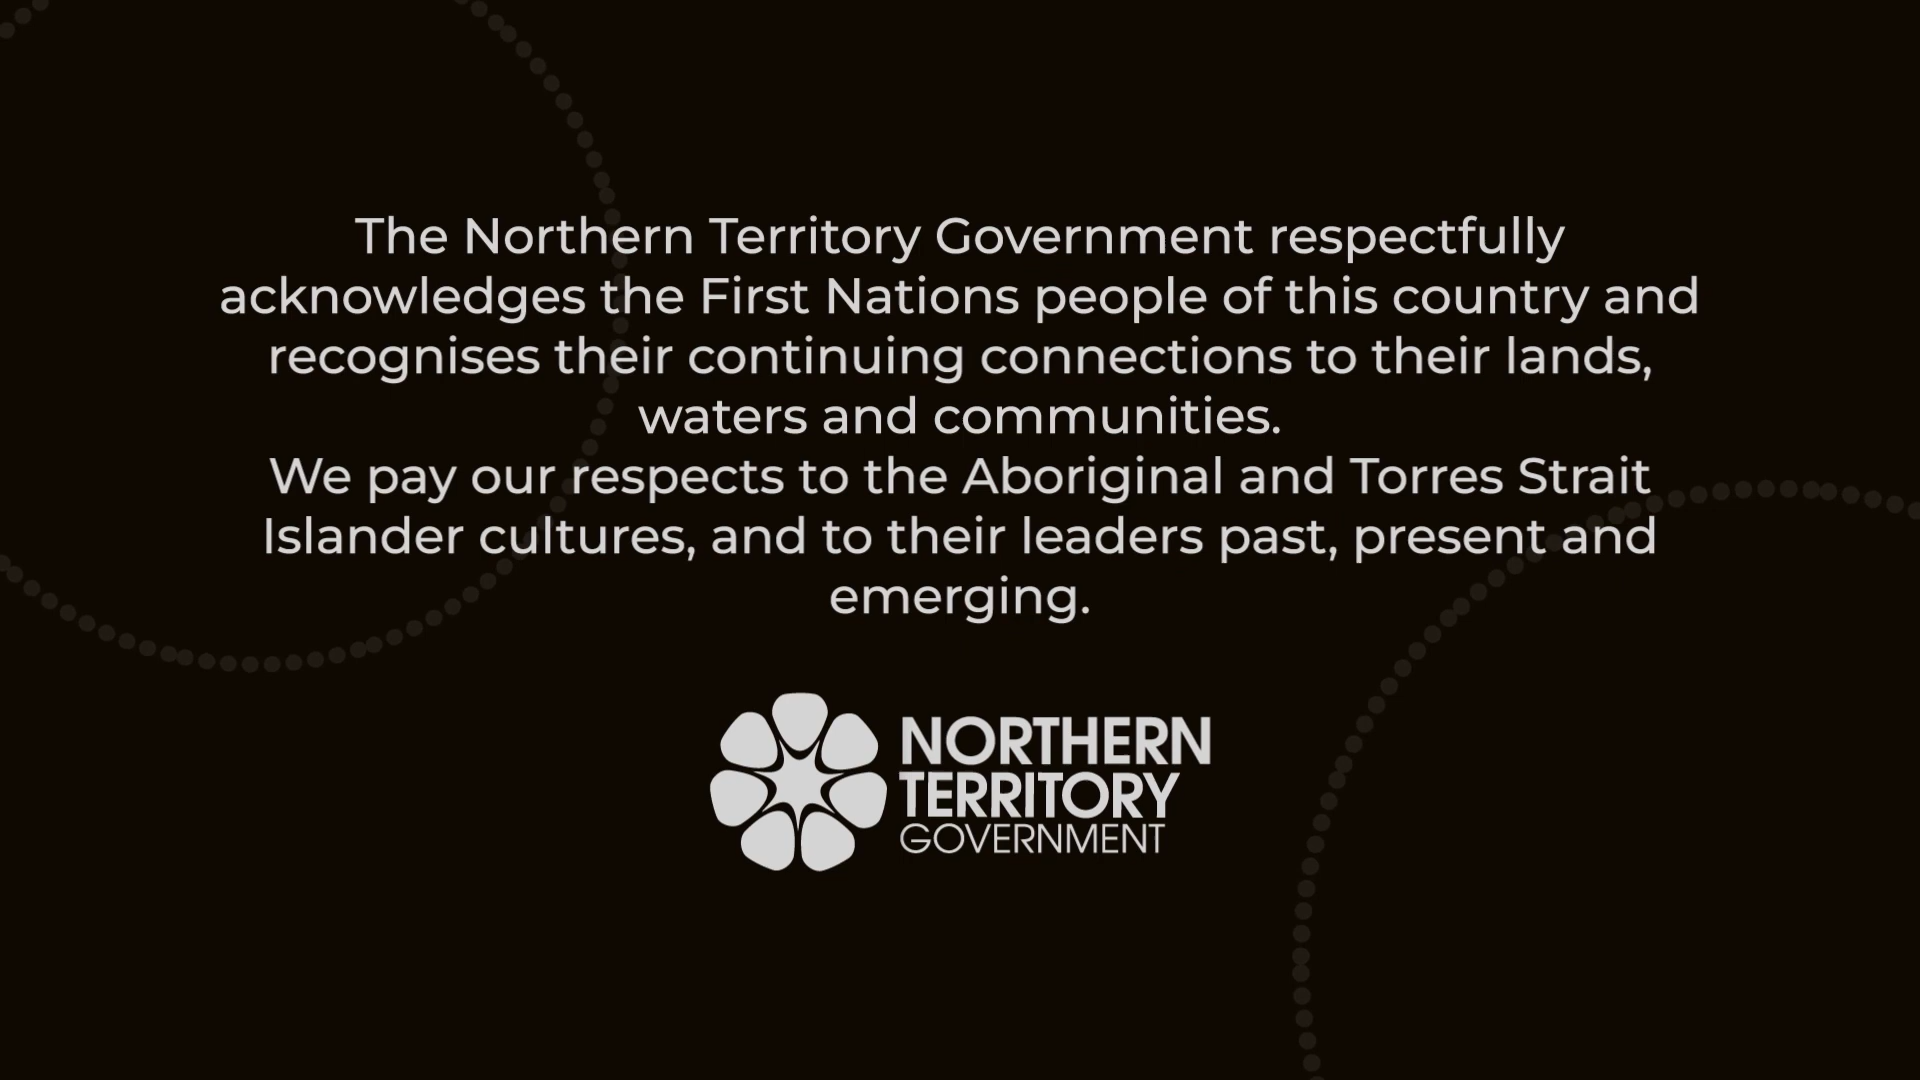 The Northern Territory Government respectfully
acknowledges the First Nations people of this country and
recognises their continuing connections to their lands,
waters and communities.
We pay our respects to the Aboriginal and Torres Strait
Islander cultures, and to their leaders past, present and
emerging.
NORTHERN
TERRITORY
GOVERNMENT